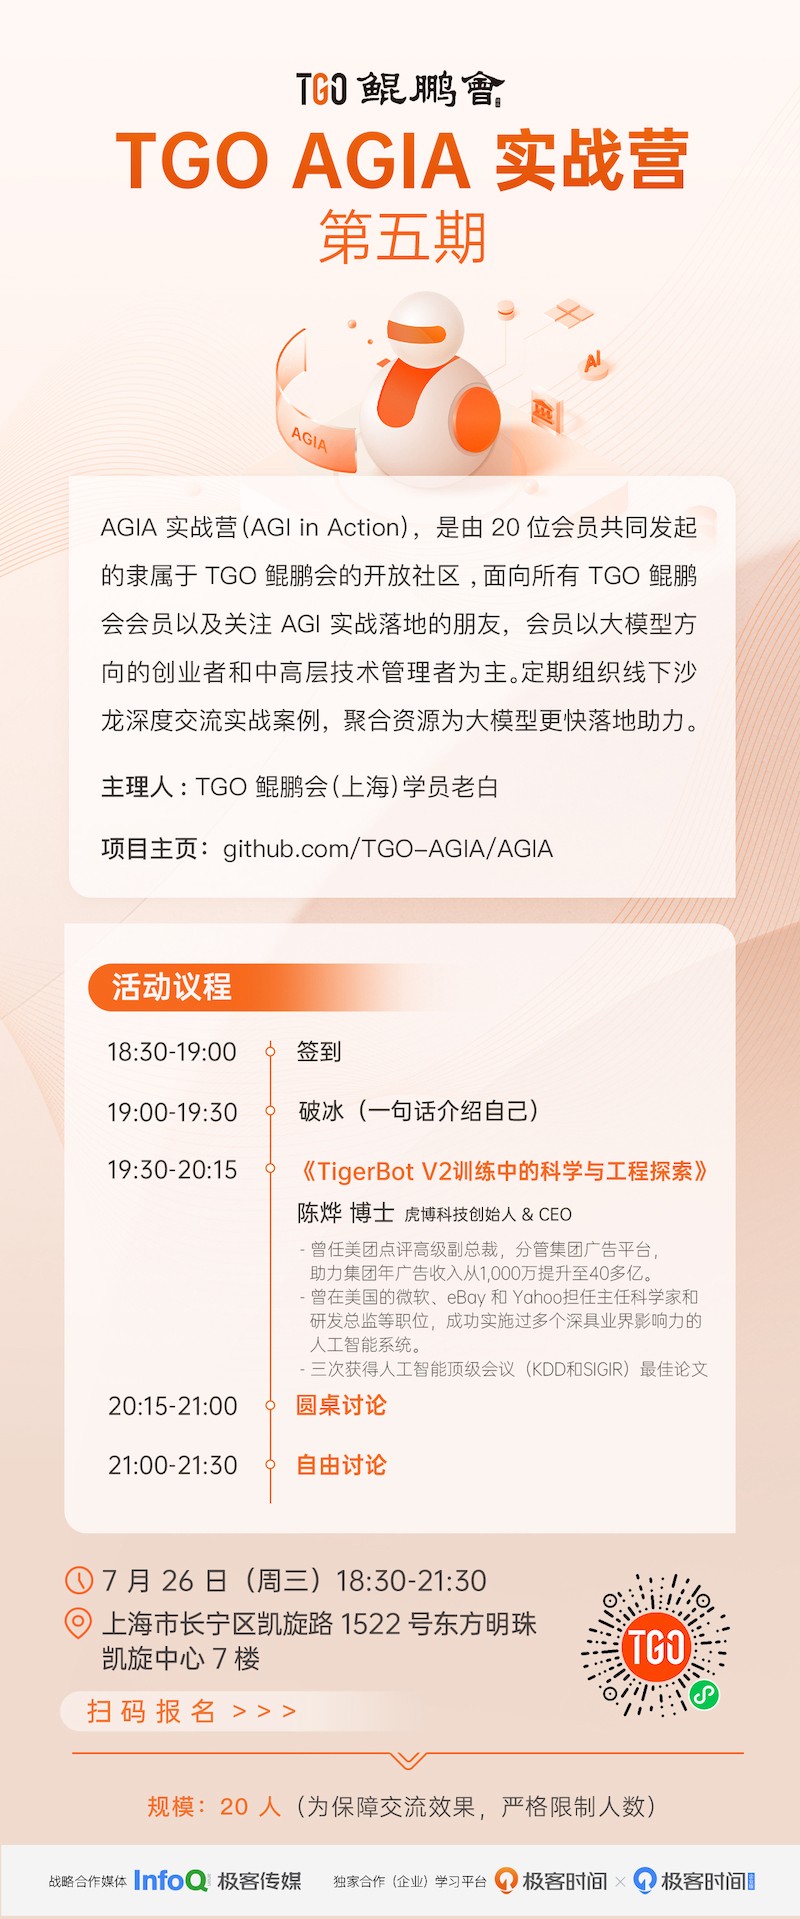 TGO 鲲鹏會
TGO AGIA 实战营
第五期
AI
AGIA
AGIA 实战营(AGI in Action)，是由 20 位会员共同发起
的隶属于 TGO 鲲鹏会的开放社区 ，面向所有 TGO 鲲鹏
会会员以及关注 AGI 实战落地的朋友，会员以大模型方
向的创业者和中高层技术管理者为主。定期组织线下沙
龙深度交流实战案例，聚合资源为大模型更快落地助力。
主理人：TGO 鲲鹏会(上海)学员老白
项目主页：github.com/TGO-AGIA/AGIA
活动议程
18:30-19:00 签到
19:00-19:30 破冰（一句话介绍自己）
19:30-20:15 《TigerBot V2训练中的科学与工程探索》
陈烨 博士 虎博科技创始人 & CEO
- 曾任美团点评高级副总裁，分管集团广告平台，
助力集团年广告收入从1,000万提升至40多亿。
- 曾在美国的微软、eBay 和 Yahoo担任主任科学家和
研发总监等职位，成功实施过多个深具业界影响力的
人工智能系统。
- 三次获得人工智能顶级会议（KDD和SIGIR）最佳论文
20:15-21:00 圆桌讨论
21:00-21:30 自由讨论
7 月 26 日（周三）18:30-21:30
上海市长宁区凯旋路 1522 号东方明珠
凯旋中心 7 楼
TGO
扫码报名 >>>
规模：20 人（为保障交流效果，严格限制人数）
战略合作媒体 InfoQ 极客传媒 独家合作（企业）学习平台 极客时间 × 极客时间